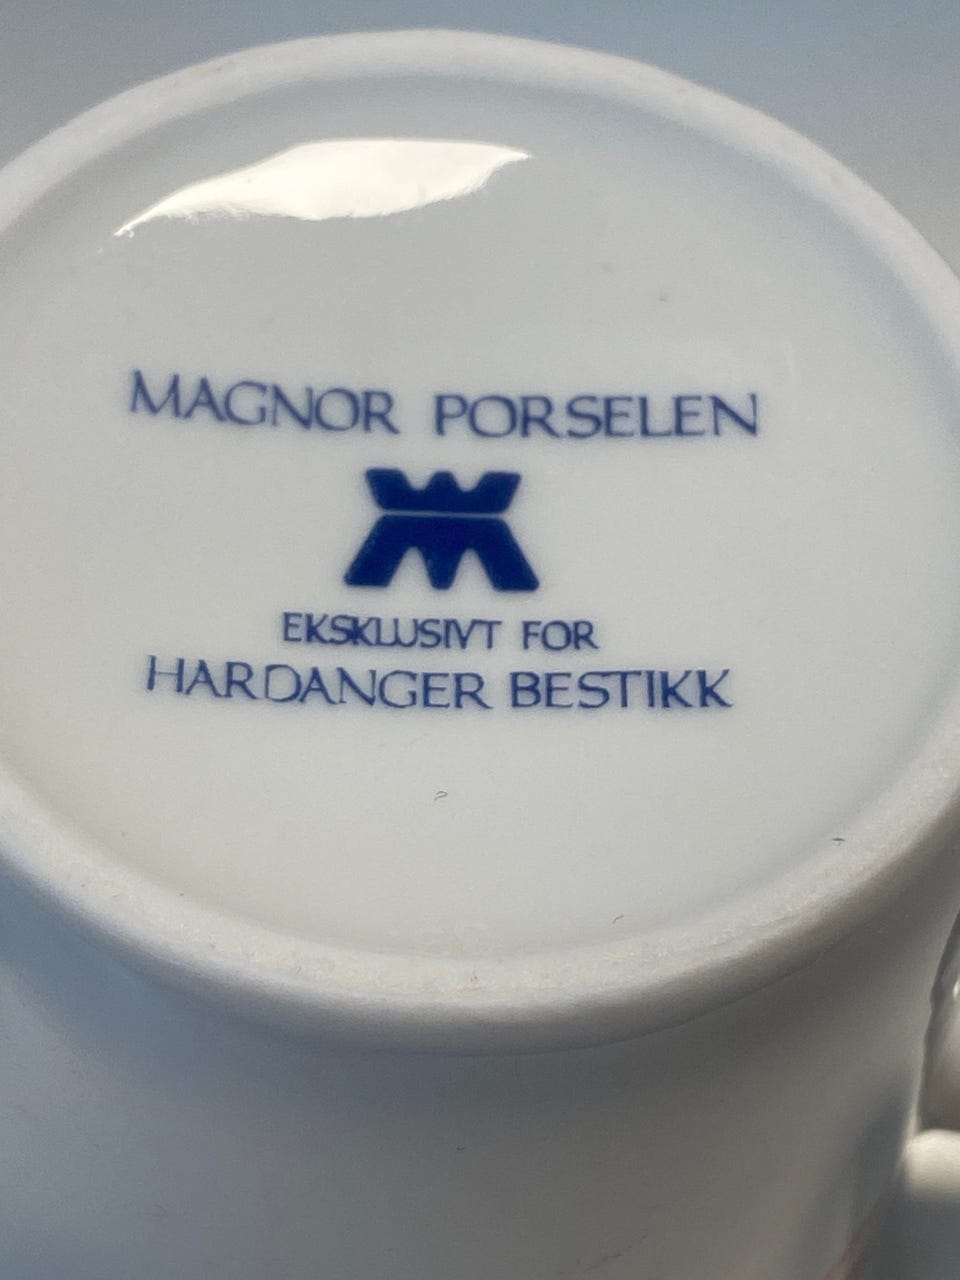 MAGNOR PORSELEN
EKSKLUSIVT FOR
HARDANGER BESTIKK